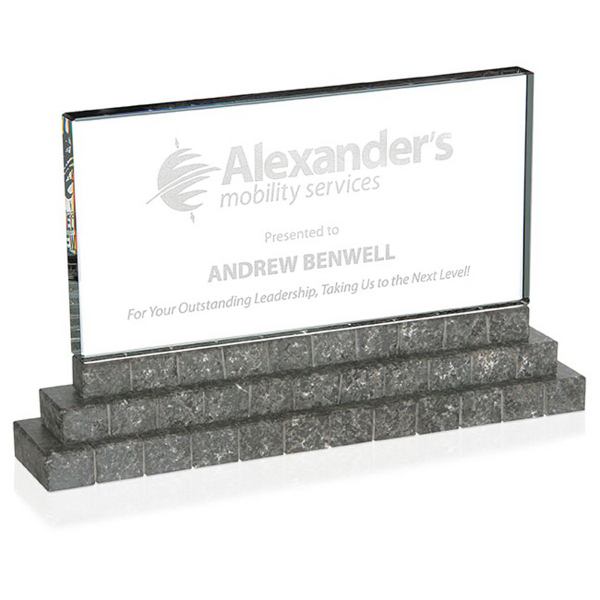 Alexander's
mobility services
Presented to
ANDREW BENWELL
For Your Outstanding Leadership, Taking Us to the Next Level!